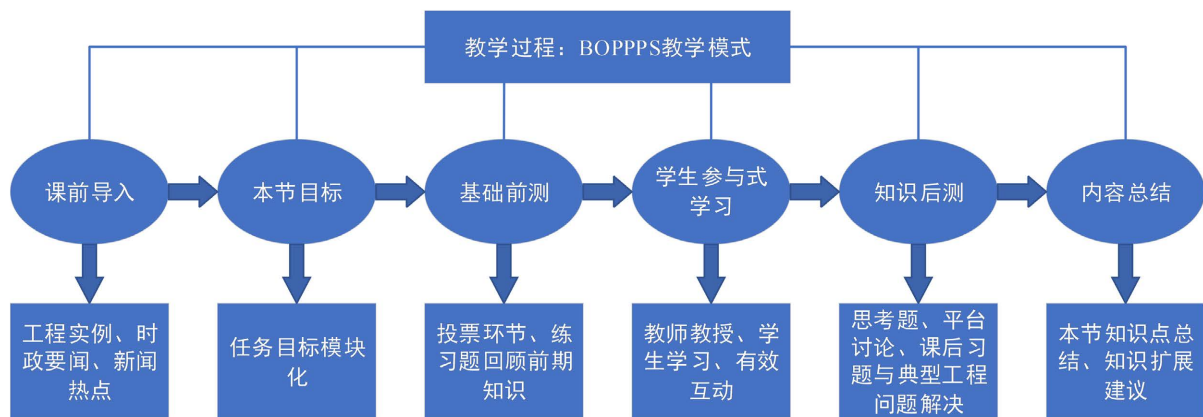 教学过程：BOPPPS教学模式
课前导入
本节目标
基础前测
学生参与式
学习
知识后测
内容总结
工程实例、时
政要闻、新闻
热点
任务目标模块
化
投票环节、练
习题回顾前期
知识
教师教授、学
生学习、有效
互动
思考题、平台
讨论、课后习
题与典型工程
问题解决
本节知识点总
结、知识扩展
建议